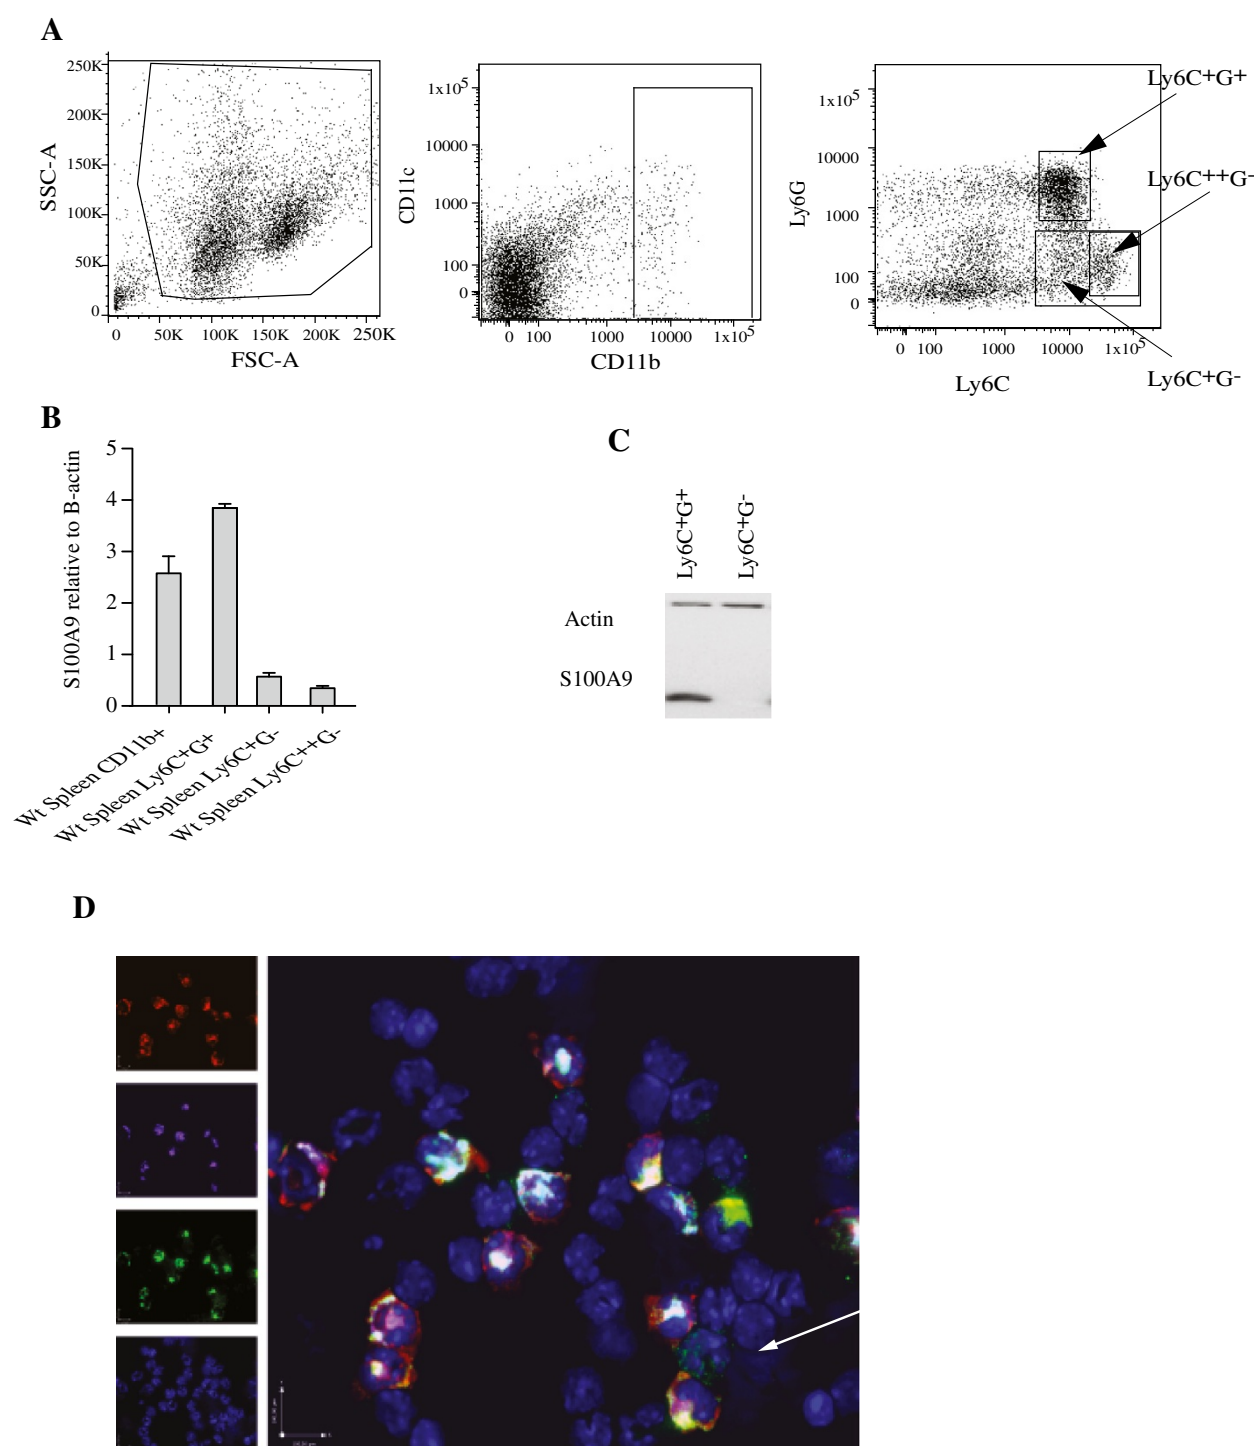 A
250K
200K
150K
100K
50K
0
SSC-A
0 50K 100K 150K 200K 250K
FSC-A
1x10⁵
10000
1000
100
0
CD11c
0 100 1000 10000 1x10⁵
CD11b
1x10⁵
10000
1000
100
0
Ly6G
0 100 1000 10000 1x10⁵
Ly6C
Ly6C⁺G⁺
Ly6C⁺⁺G-
Ly6C⁺G-
B
5
4
3
2
1
0
S100A9 relative to B-actin
Wt Spleen CD11b+
Wt Spleen Ly6C⁺G⁺
Wt Spleen Ly6C⁺G-
Wt Spleen Ly6C⁺⁺G-
C
Ly6C⁺G⁺
Ly6C⁺G-
Actin
S100A9
D